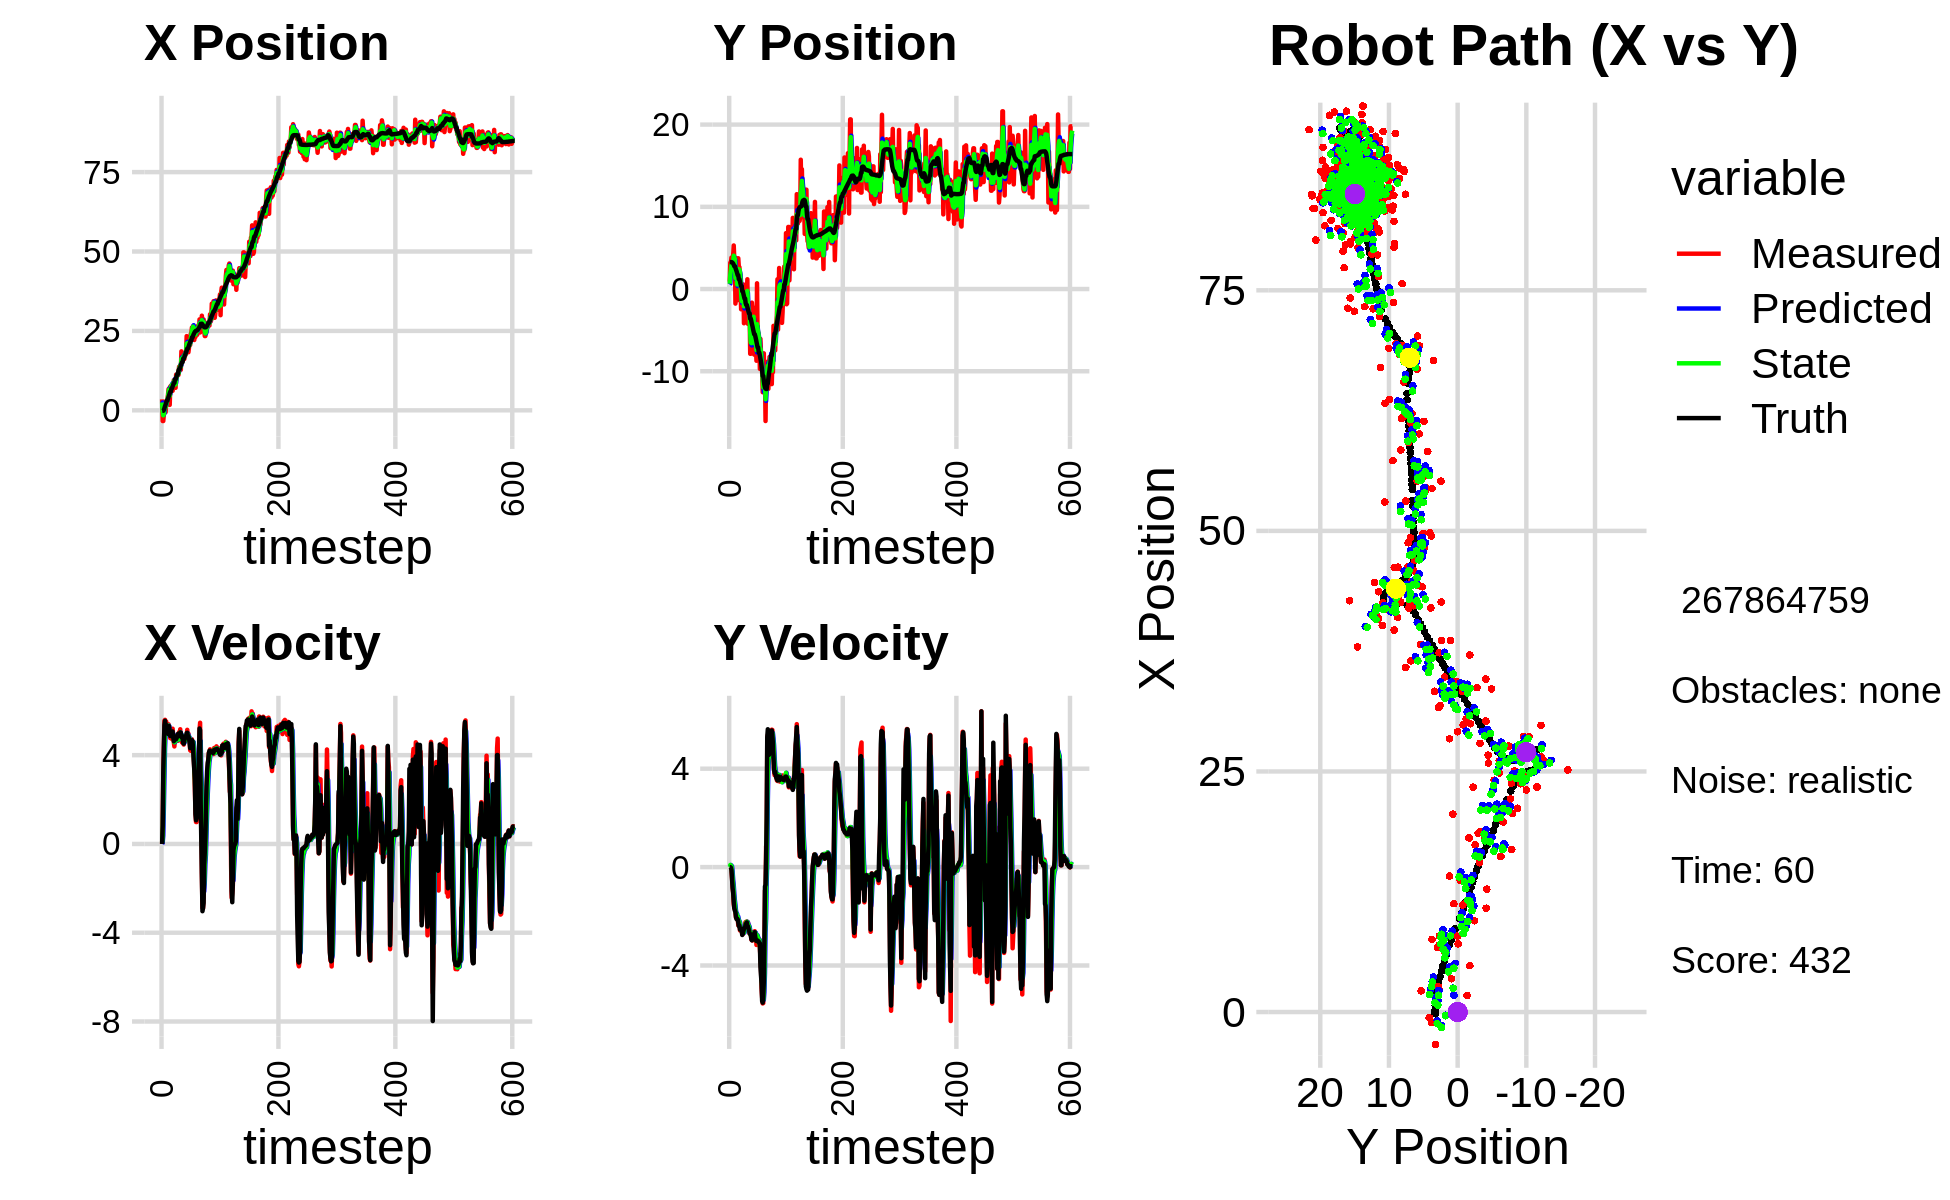 X Position
75
50
25
0
0
200
400
600
timestep
Y Position
20
10
0
-10
0
200
400
600
timestep
X Velocity
4
0
-4
-8
0
200
400
600
timestep
Y Velocity
4
0
-4
0
200
400
600
timestep
Robot Path (X vs Y)
X Position
75
50
25
0
20 10 0 -10 -20
Y Position
variable
Measured
Predicted
State
Truth
267864759
Obstacles: none
Noise: realistic
Time: 60
Score: 432